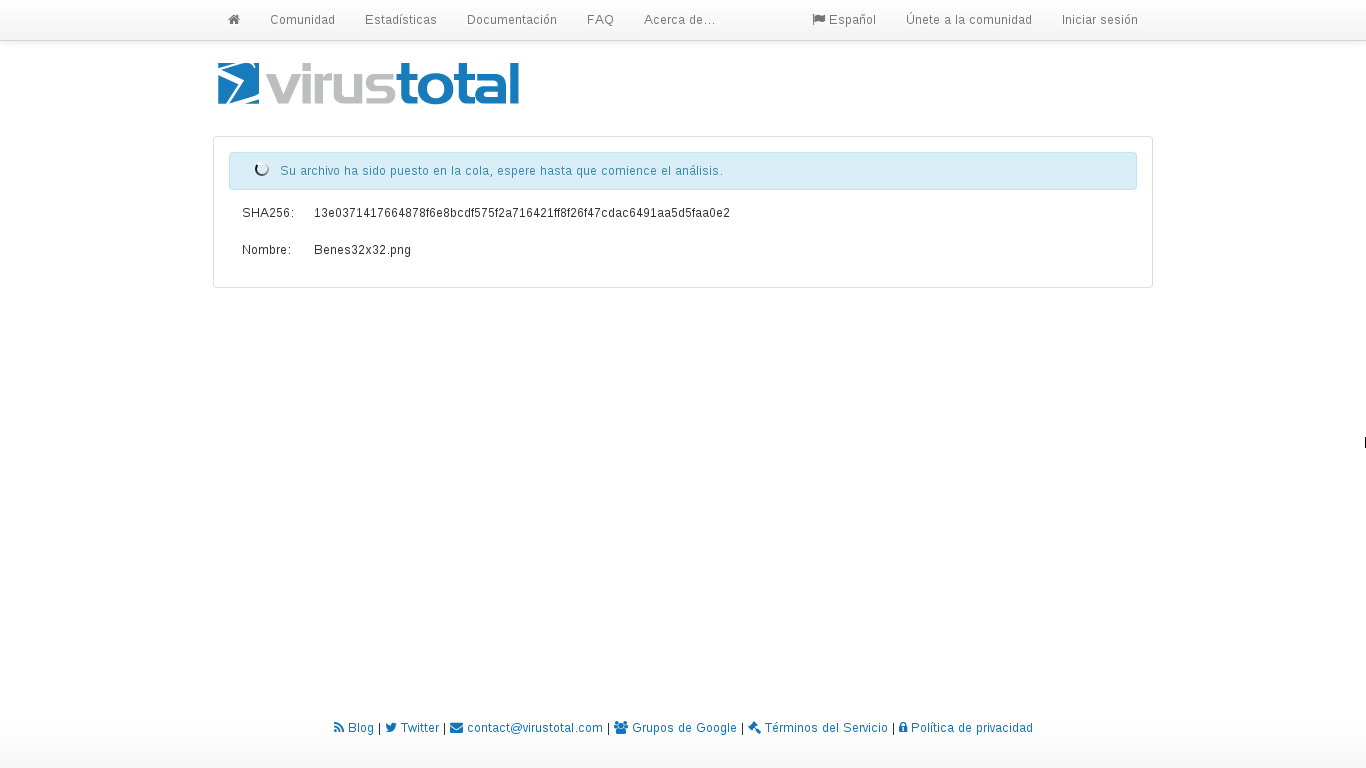 Comunidad Estadísticas Documentación FAQ Acerca de... Español Únete a la comunidad Iniciar sesión
virustotal
Su archivo ha sido puesto en la cola, espere hasta que comience el análisis.
SHA256: 13e0371417664878f6e8bcdf575f2a716421ff8f26f47cdac6491aa5d5faa0e2
Nombre: Benes32x32.png
Blog | Twitter | contact@virustotal.com | Grupos de Google | Términos del Servicio | Política de privacidad